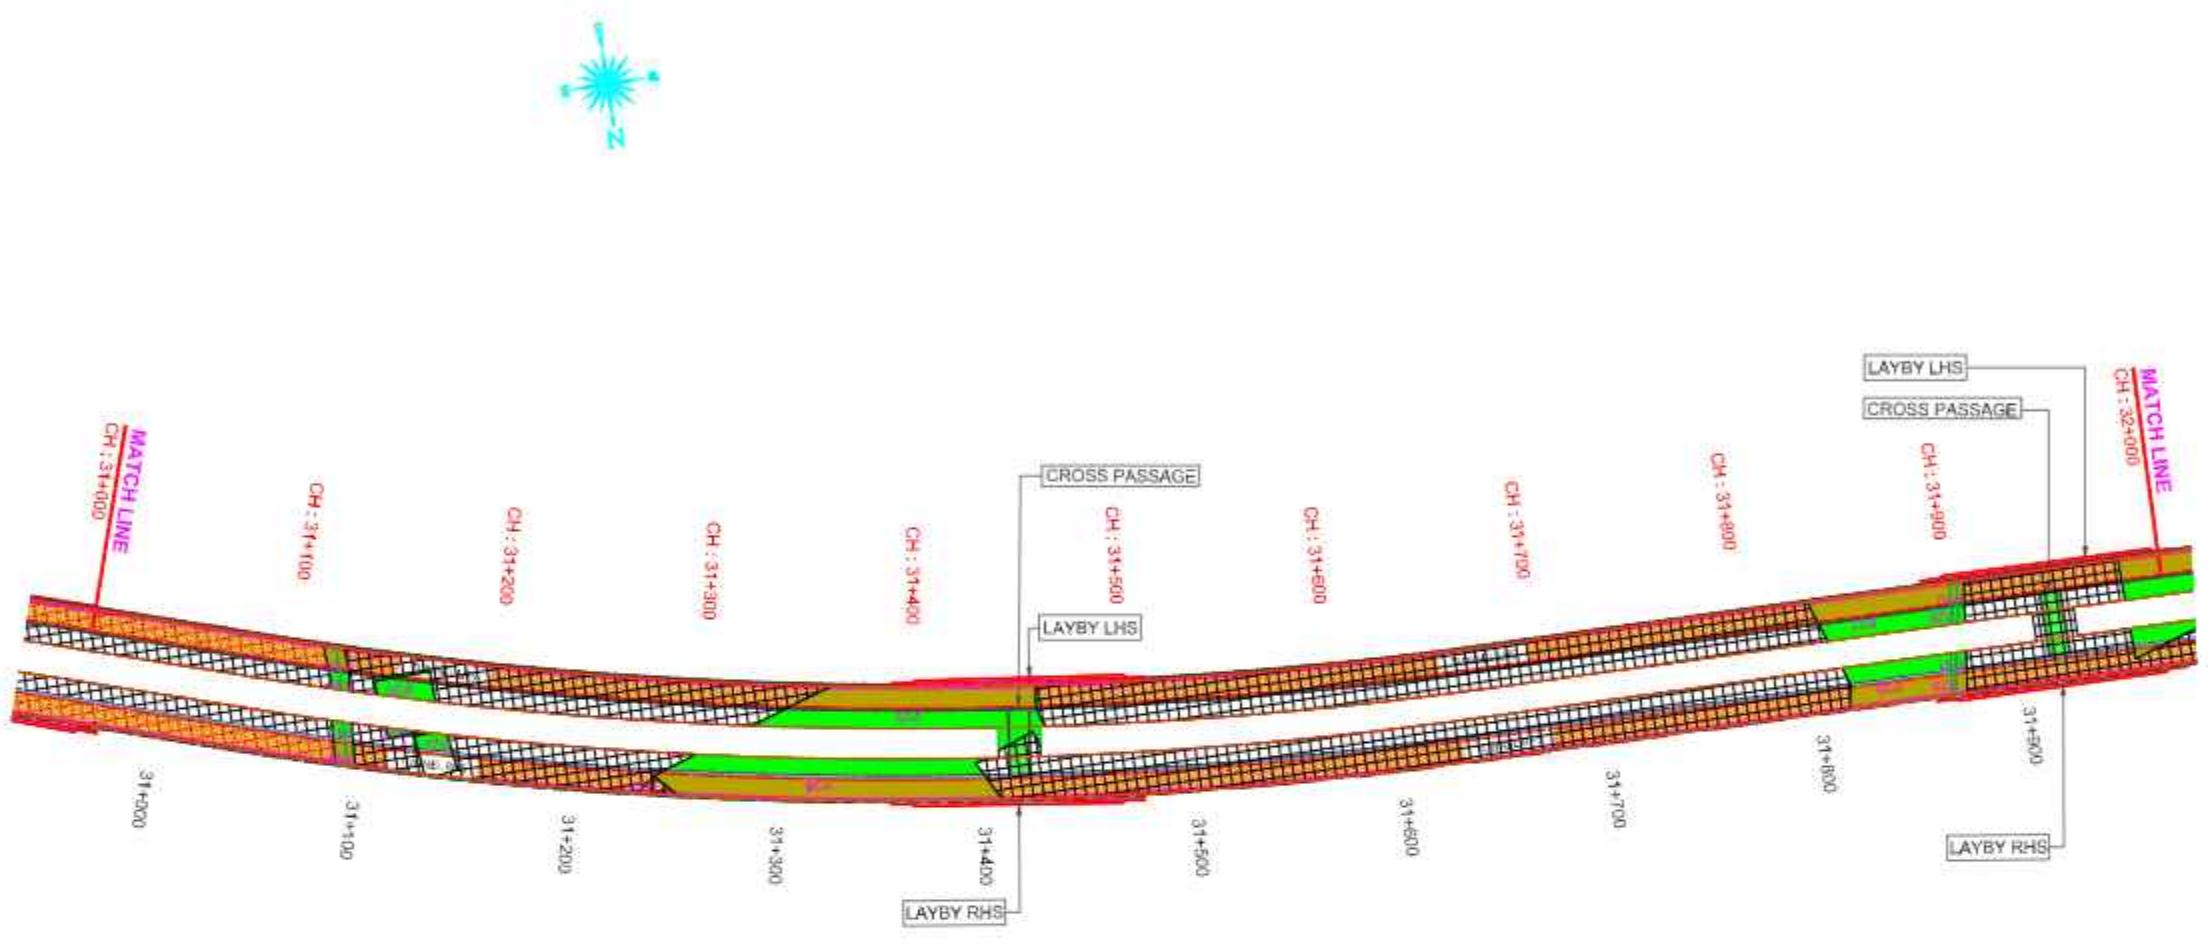 N
LAYBY LHS
CROSS PASSAGE
MATCH LINE
CH : 32+000
MATCH LINE
CH : 31+000
CH : 31+100
CH : 31+200
CH : 31+300
CH : 31+400
CROSS PASSAGE
CH : 31+500
CH : 31+600
CH : 31+700
CH : 31+800
CH : 31+900
LAYBY LHS
31+000
31+100
31+200
31+300
31+400
31+500
31+600
31+700
31+800
31+900
LAYBY RHS
LAYBY RHS